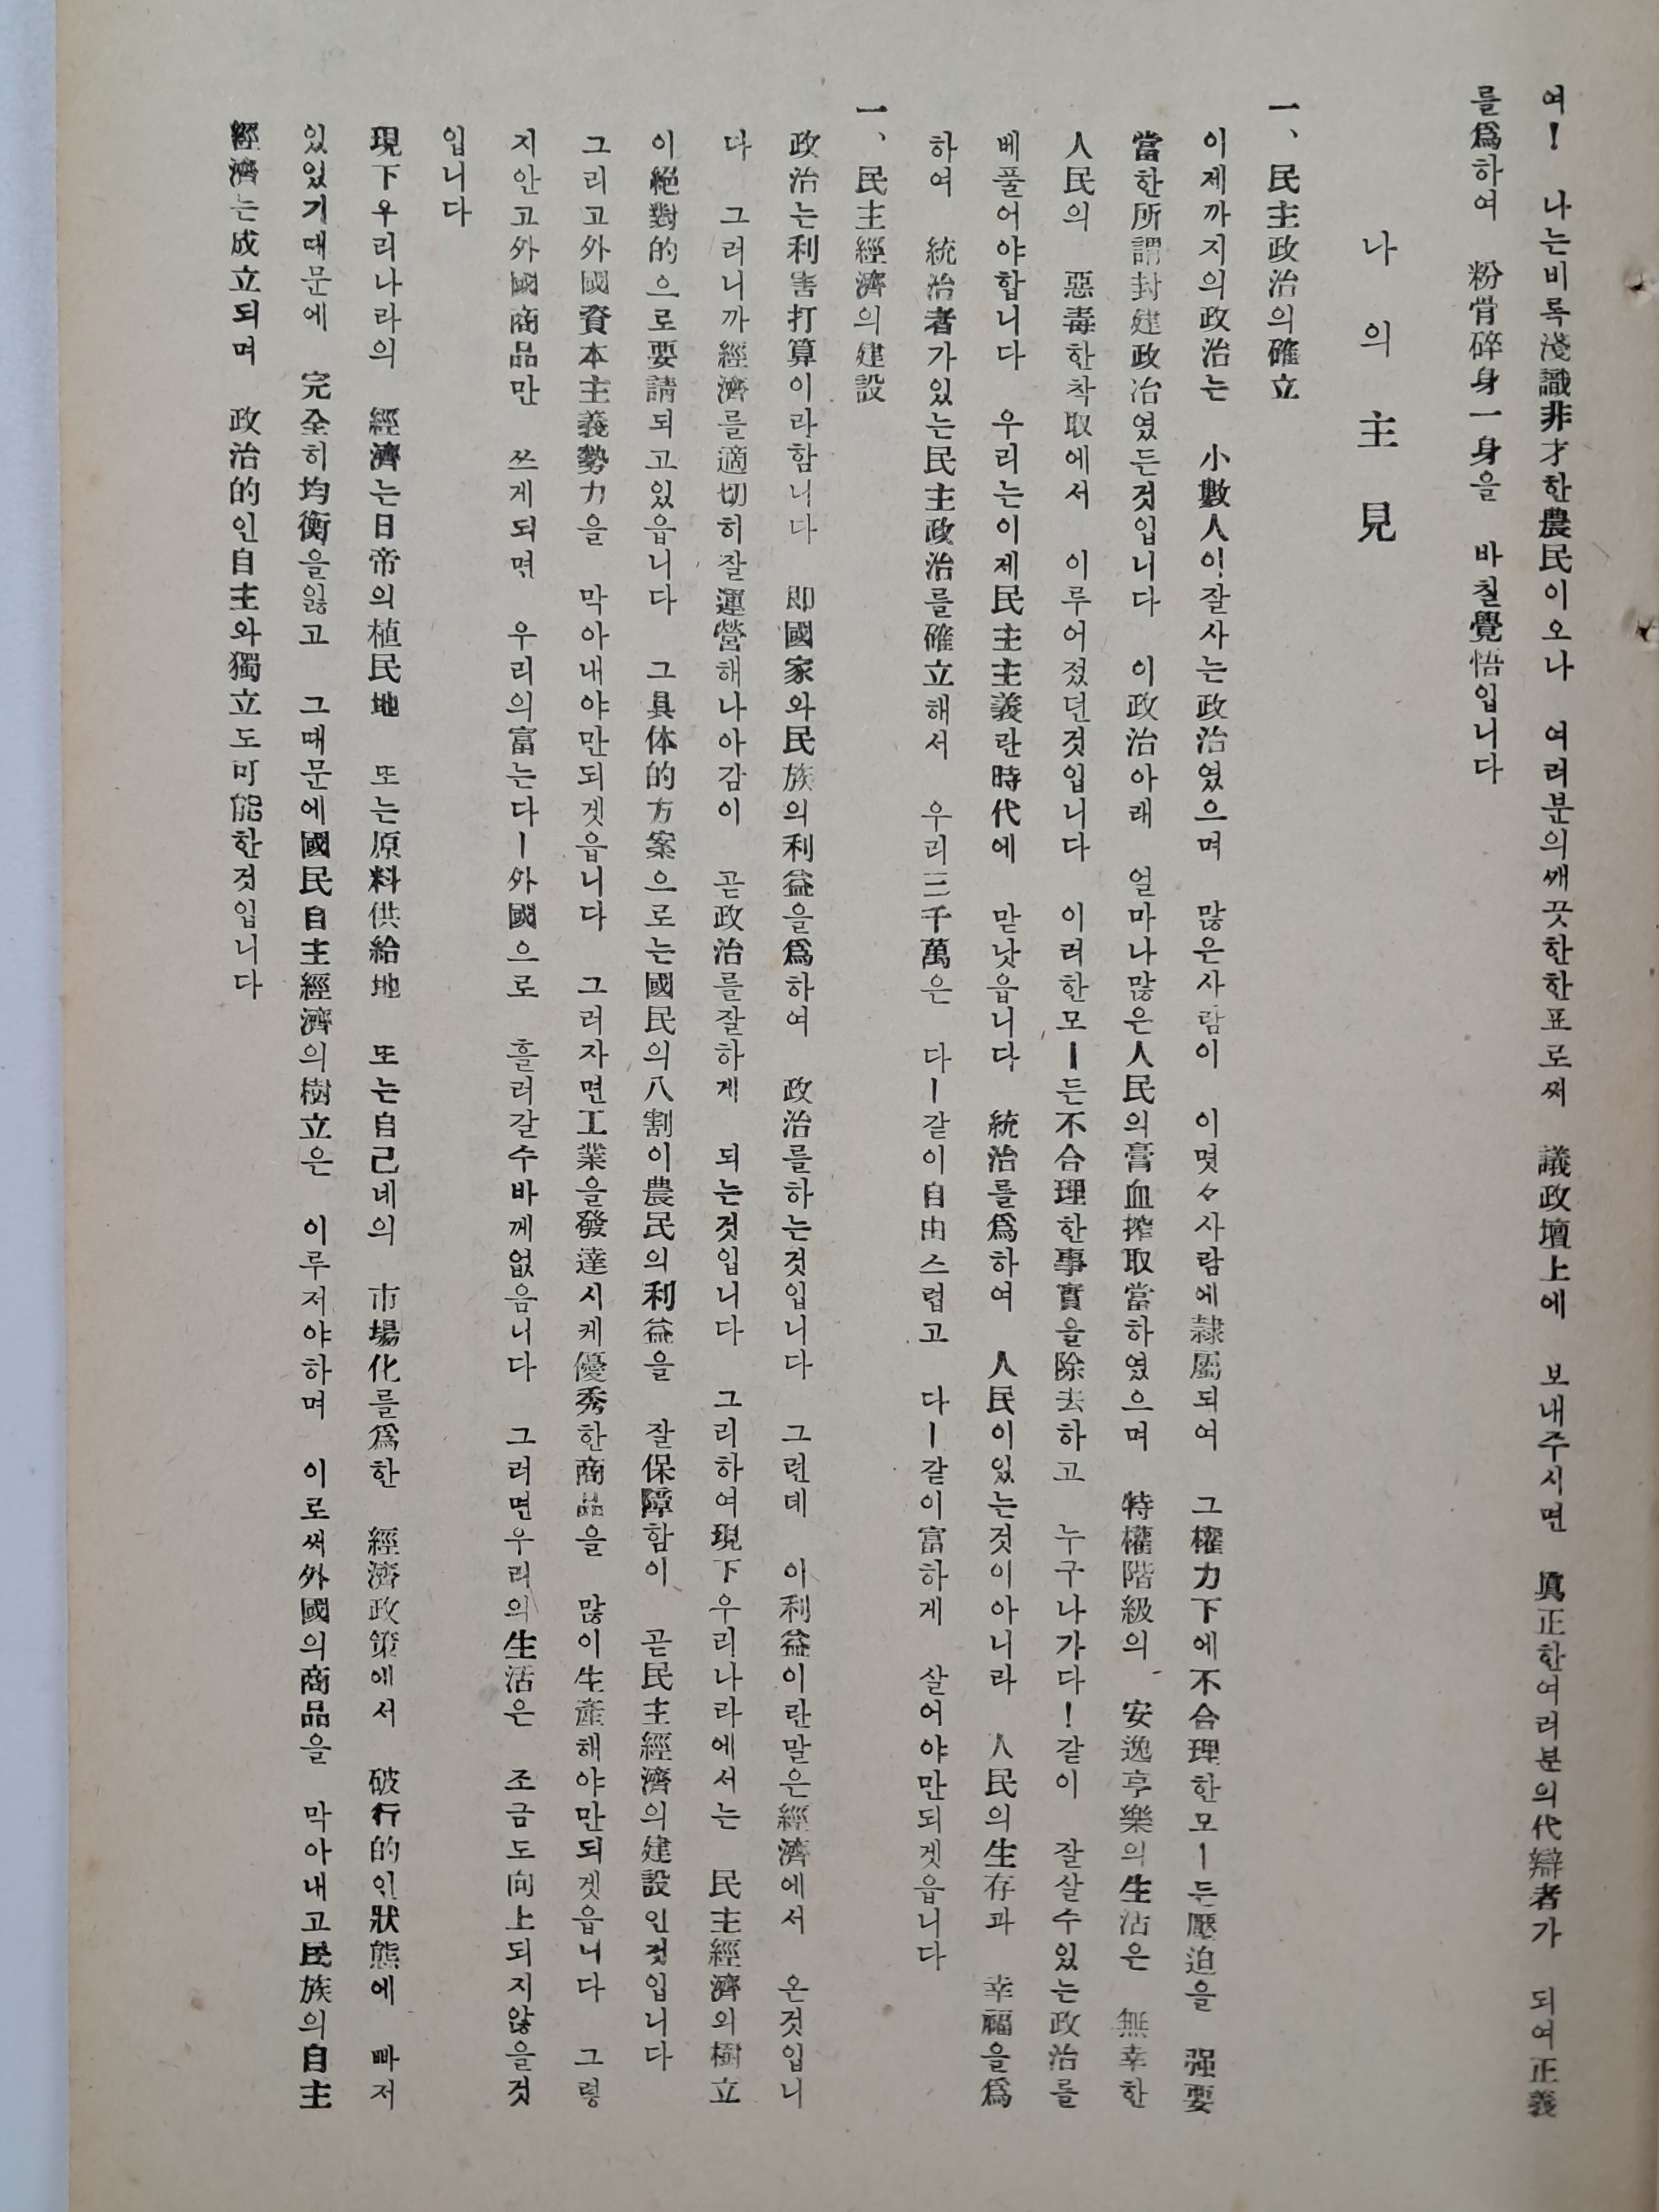 여! 나는비록淺識非才한農民이오나 여러분의깨끗한한표로써 議政壇上에 보내주시면 眞正한여러분의代辯者가 되여正義
를爲하여 粉骨碎身一身을 바칠覺悟입니다
나의主見
一、民主政治의確立
이제까지의政治는 小數人이잘사는政治였으며 많은사람이 이몃々사람에隸屬되여 그權力下에不合理한모ー든壓迫을 强要
當한所謂封建政治였든것입니다 이政治아래 얼마나많은人民의膏血搾取當하였으며 特權階級의 安逸享樂의生活은 無幸한
人民의 惡毒한착取에서 이루어젔던것입니다 이러한모ー든不合理한事實을除去하고 누구나가다!같이 잘살수있는政治를
베풀어야합니다 우리는이제民主主義란時代에 맏낫읍니다 統治를爲하여 人民이있는것이아니라 人民의生存과 幸福을爲
하여 統治者가있는民主政治를確立해서 우리三千萬은 다ー같이自由스럽고 다ー같이富하게 살어야만되겟읍니다
一、民主經濟의建設
政治는利害打算이라함니다 即國家와民族의利益을爲하여 政治를하는것입니다 그런데 이利益이란말은經濟에서 온것입니
다 그러니까經濟를適切히잘運營해나아감이 곧政治를잘하게 되는것입니다 그리하여現下우리나라에서는 民主經濟의樹立
이絕對的으로要請되고있읍니다 그具体的方案으로는國民의八割이農民의利益을 잘保障함이 곧民主經濟의建設인것입니다
그리고外國資本主義勢力을 막아내야만되겟읍니다 그러자면工業을發達시케優秀한商品을 많이生產해야만되겟읍니다 그렇
지안고外國商品만 쓰게되면 우리의富는다ー外國으로 흘러갈수바께없음니다 그러면우리의生活은 조금도向上되지않을것
입니다
現下우리나라의 經濟는日帝의植民地 또는原料供給地 또는自己네의 市場化를爲한 經濟政策에서 破行的인狀態에 빠저
있있기때문에 完全히均衡을잃고 그때문에國民自主經濟의樹立은 이루저야하며 이로써外國의商品을 막아내고民族의自主
經濟는成立되며 政治的인自主와獨立도可能한것입니다